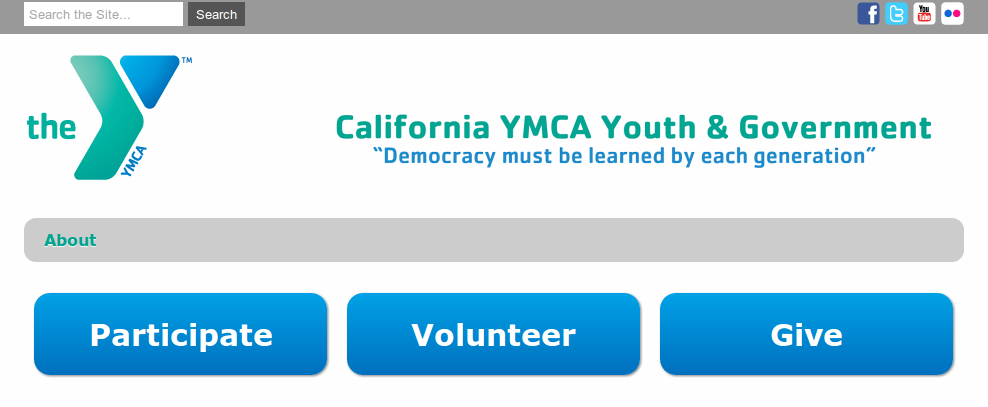 Search the Site...
Search
f
t
You
Tube
the
TM
YMCA
California YMCA Youth & Government
“Democracy must be learned by each generation”
About
Participate
Volunteer
Give